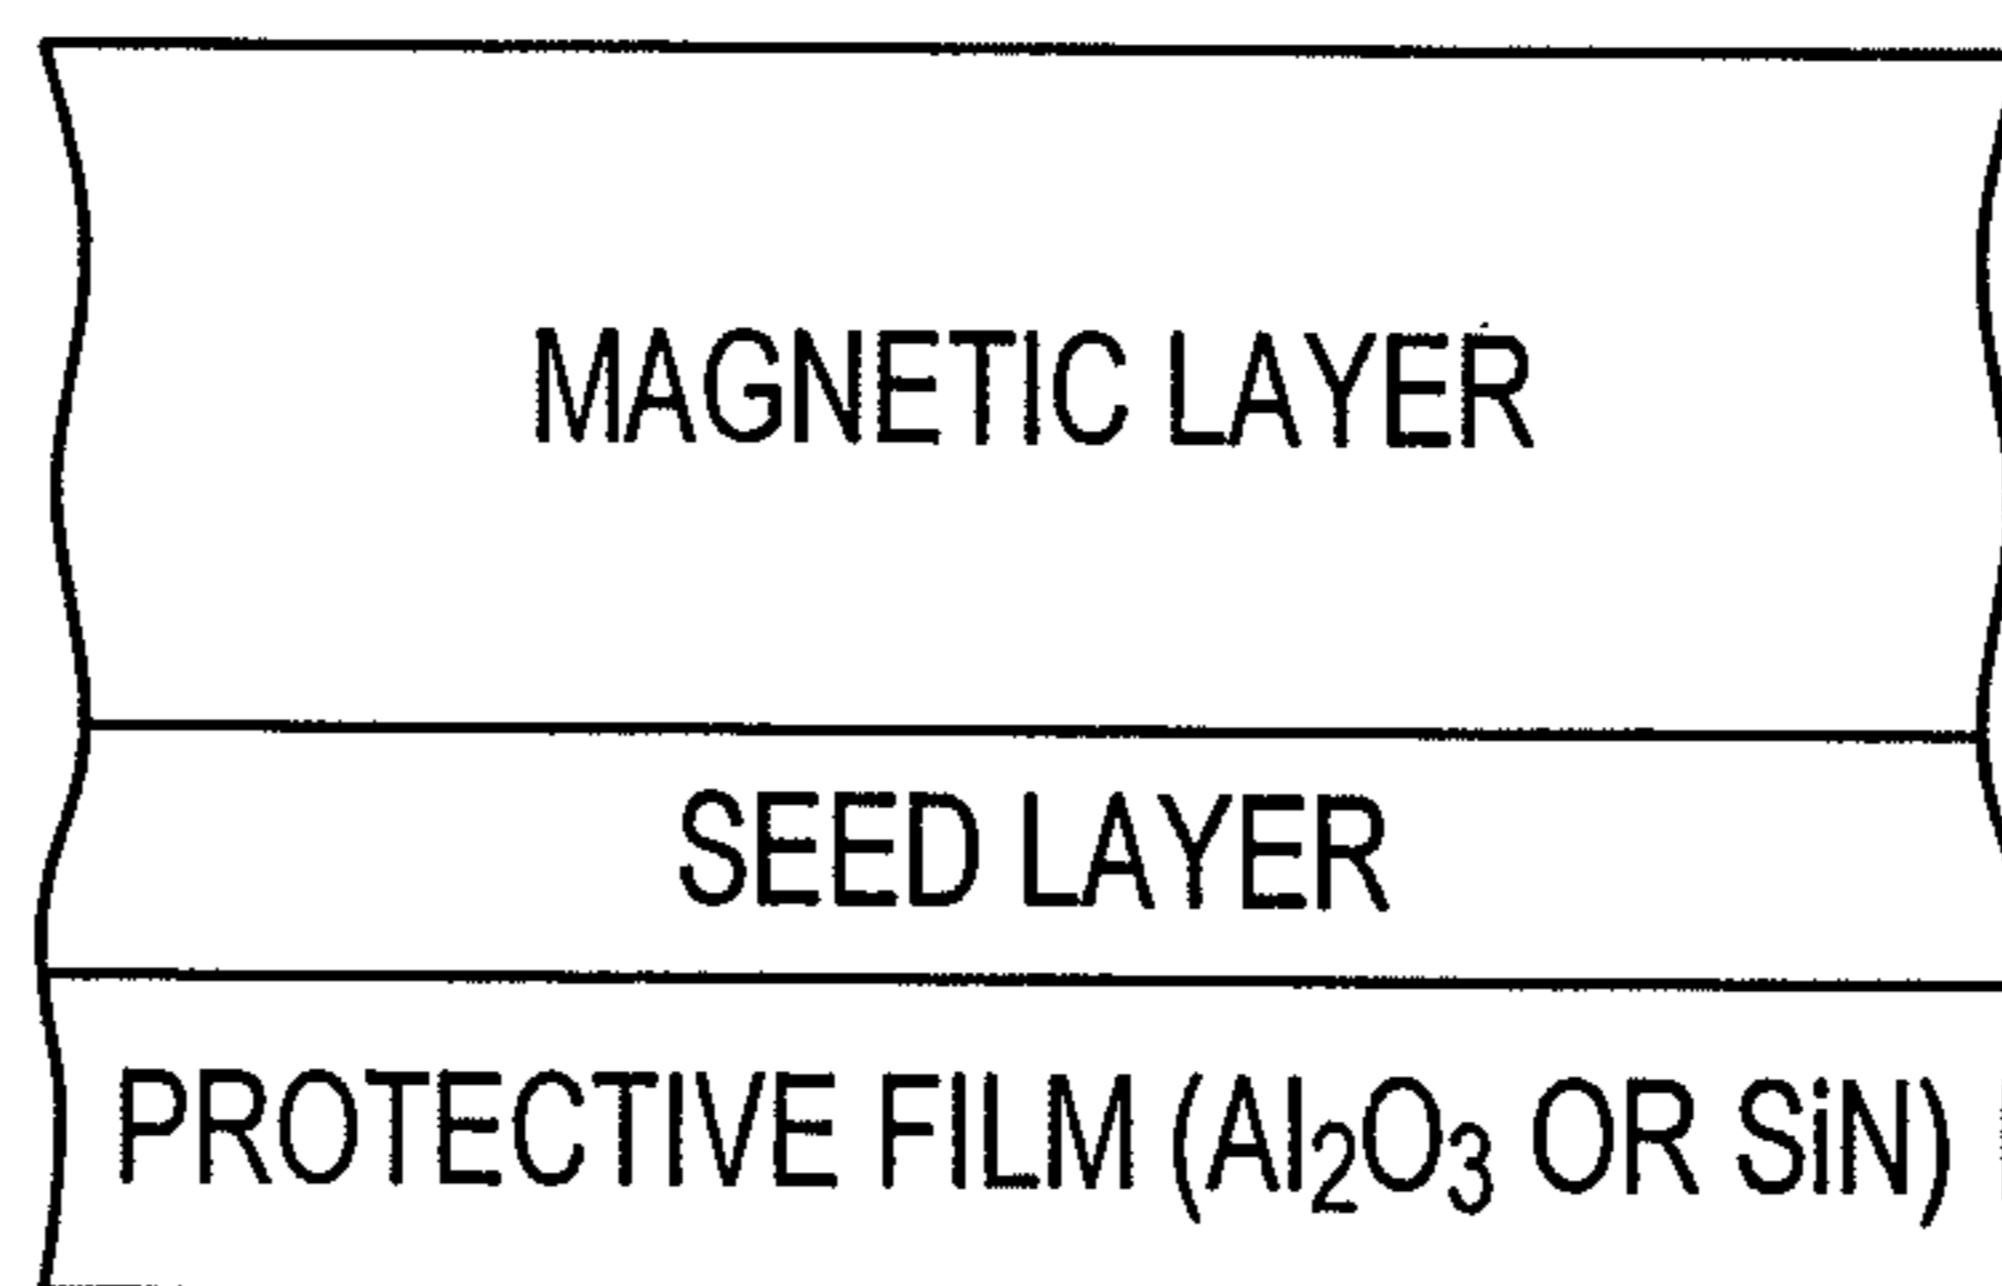 MAGNETIC LAYER
SEED LAYER
PROTECTIVE FILM (Al₂O₃ OR SiN)